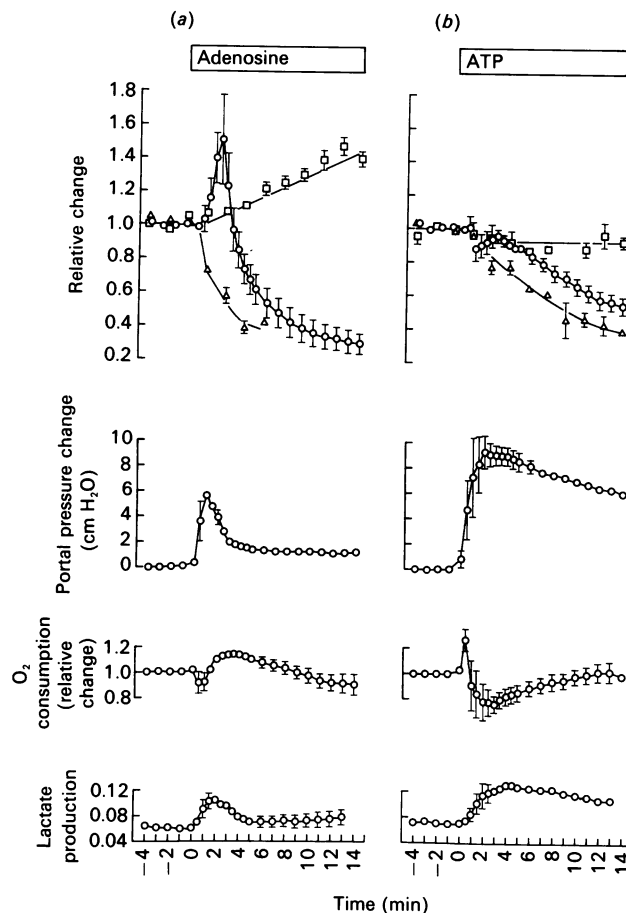 (a)
(b)
Adenosine
ATP
Relative change
1.8
1.6
1.4
1.2
1.0
0.8
0.6
0.4
0.2
Portal pressure change
(cm H2O)
10
8
6
4
2
0
O2
consumption
(relative
change)
1.2
1.0
0.8
Lactate
production
0.12
0.08
0.04
−4 −2 0 2 4 6 8 10 12 14
−4 −2 0 2 4 6 8 10 12 14
Time (min)